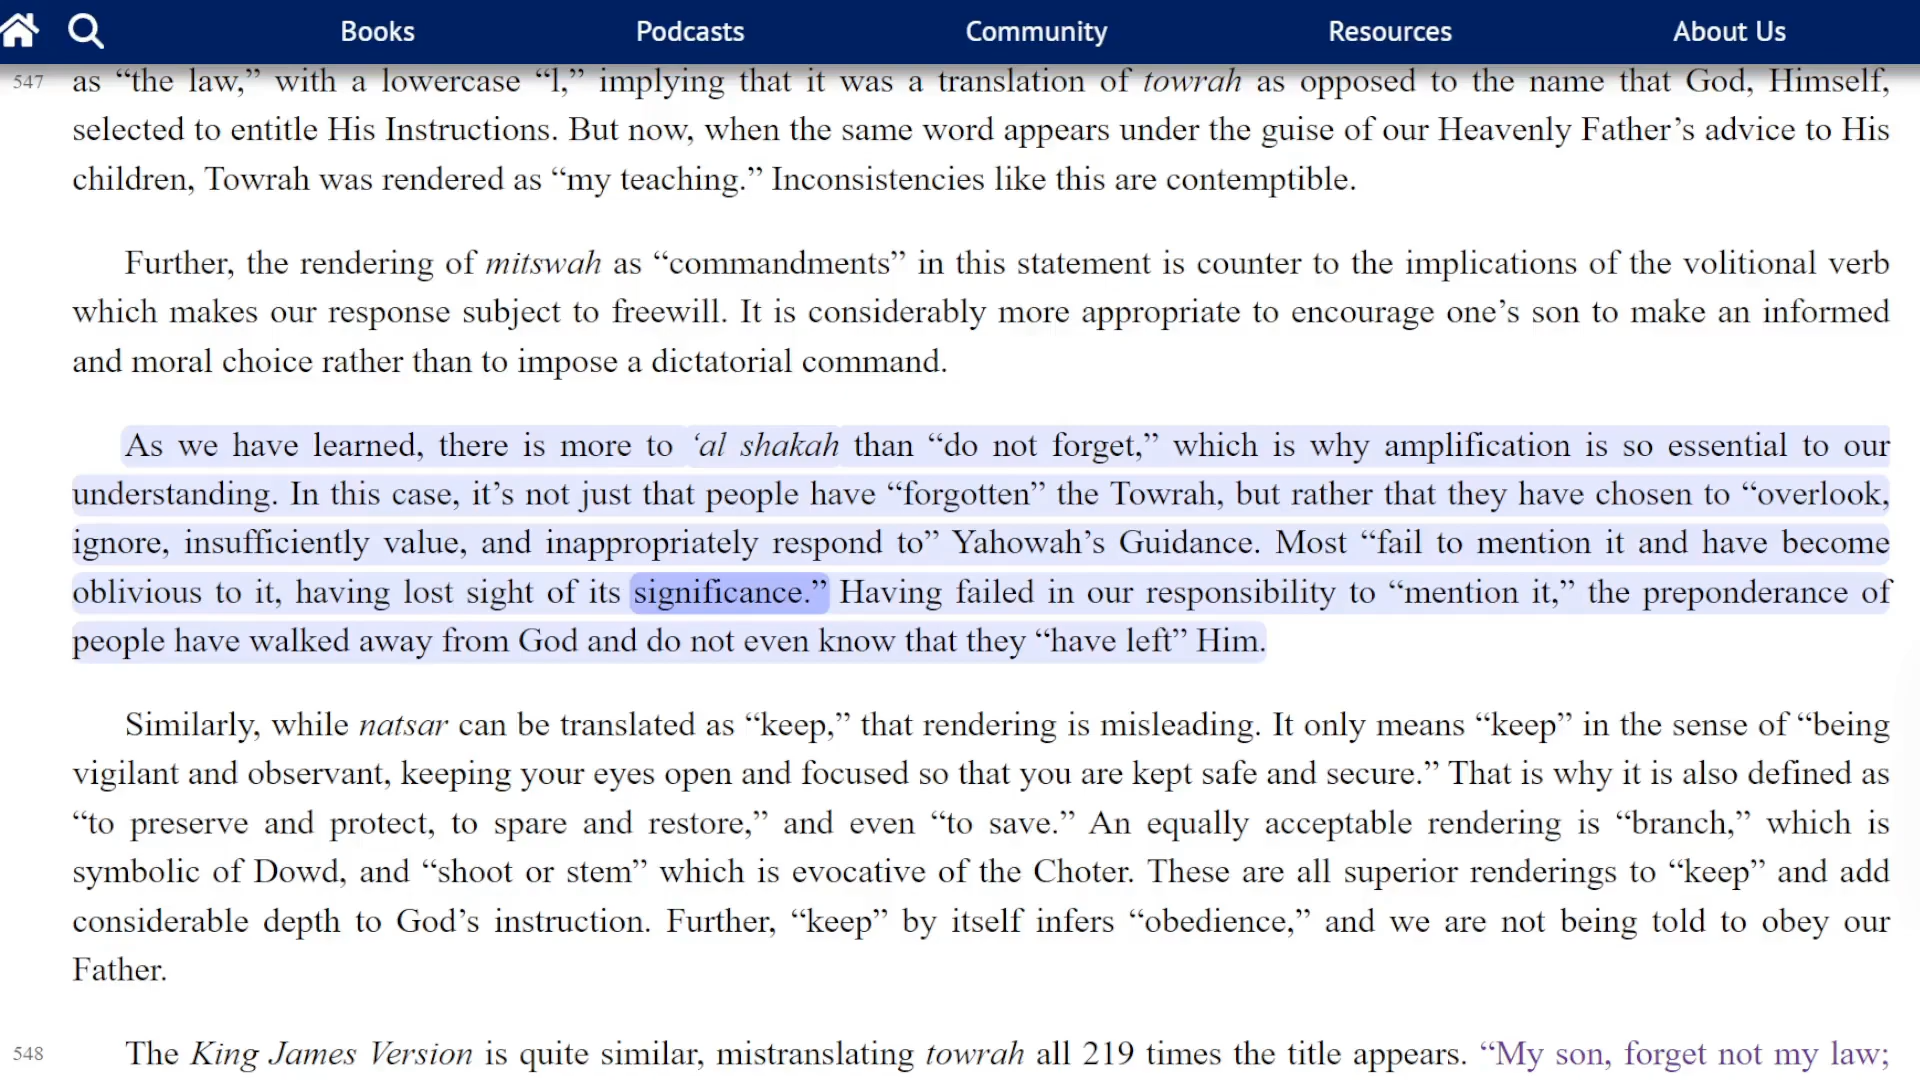 Books Podcasts Community Resources About Us
547 as “the law,” with a lowercase “l,” implying that it was a translation of towrah as opposed to the name that God, Himself,
selected to entitle His Instructions. But now, when the same word appears under the guise of our Heavenly Father’s advice to His
children, Towrah was rendered as “my teaching.” Inconsistencies like this are contemptible.
Further, the rendering of mitswah as “commandments” in this statement is counter to the implications of the volitional verb
which makes our response subject to freewill. It is considerably more appropriate to encourage one’s son to make an informed
and moral choice rather than to impose a dictatorial command.
As we have learned, there is more to ‘al shakah than “do not forget,” which is why amplification is so essential to our
understanding. In this case, it’s not just that people have “forgotten” the Towrah, but rather that they have chosen to “overlook,
ignore, insufficiently value, and inappropriately respond to” Yahowah’s Guidance. Most “fail to mention it and have become
oblivious to it, having lost sight of its significance.” Having failed in our responsibility to “mention it,” the preponderance of
people have walked away from God and do not even know that they “have left” Him.
Similarly, while natsar can be translated as “keep,” that rendering is misleading. It only means “keep” in the sense of “being
vigilant and observant, keeping your eyes open and focused so that you are kept safe and secure.” That is why it is also defined as
“to preserve and protect, to spare and restore,” and even “to save.” An equally acceptable rendering is “branch,” which is
symbolic of Dowd, and “shoot or stem” which is evocative of the Choter. These are all superior renderings to “keep” and add
considerable depth to God’s instruction. Further, “keep” by itself infers “obedience,” and we are not being told to obey our
Father.
548 The King James Version is quite similar, mistranslating towrah all 219 times the title appears. “My son, forget not my law;